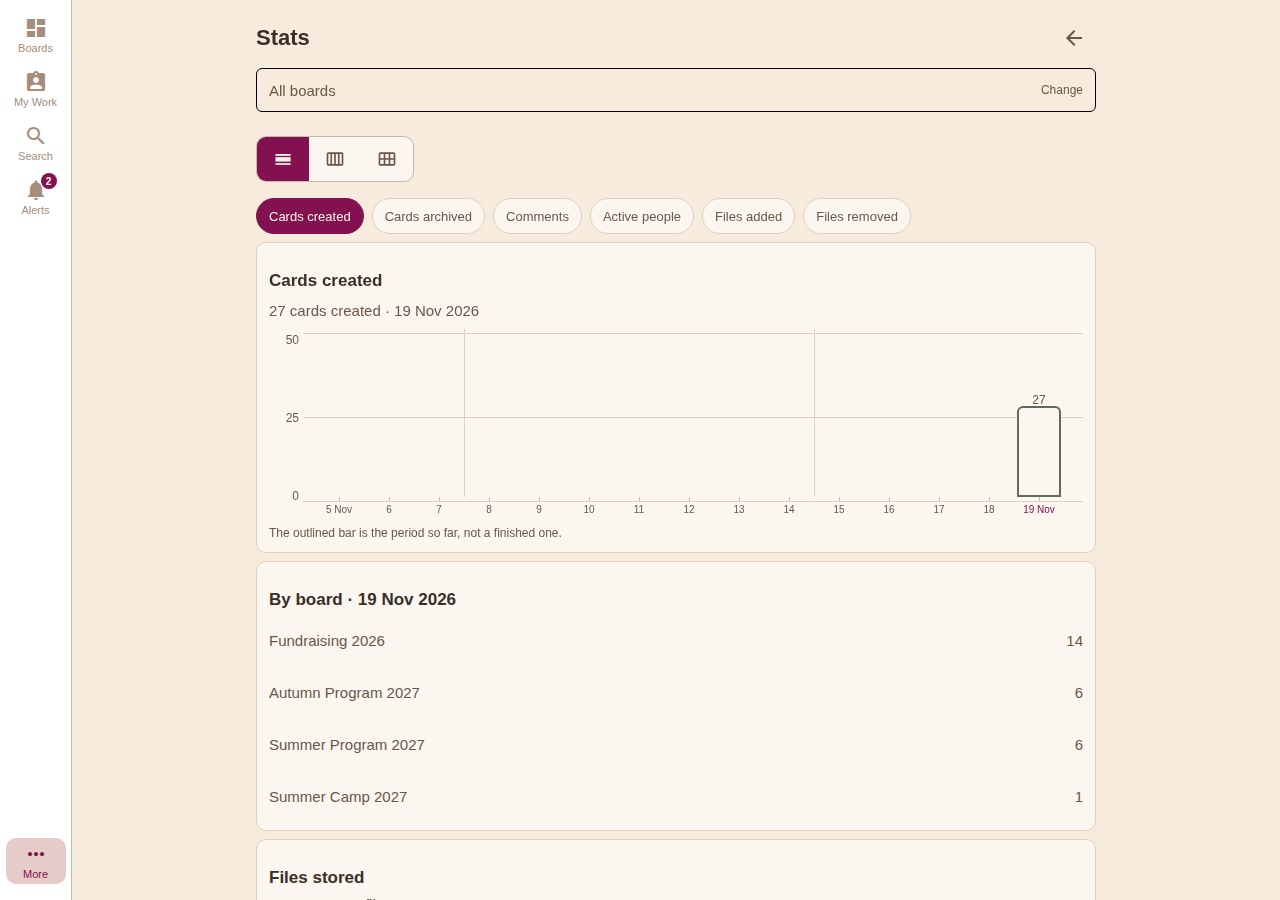 Boards
My Work
Search
2
Alerts
More
Stats
All boards
Change
Cards created
Cards archived
Comments
Active people
Files added
Files removed
Cards created
27 cards created · 19 Nov 2026
50
25
0
27
5 Nov 6 7 8 9 10 11 12 13 14 15 16 17 18 19 Nov
The outlined bar is the period so far, not a finished one.
By board · 19 Nov 2026
Fundraising 2026 14
Autumn Program 2027 6
Summer Program 2027 6
Summer Camp 2027 1
Files stored